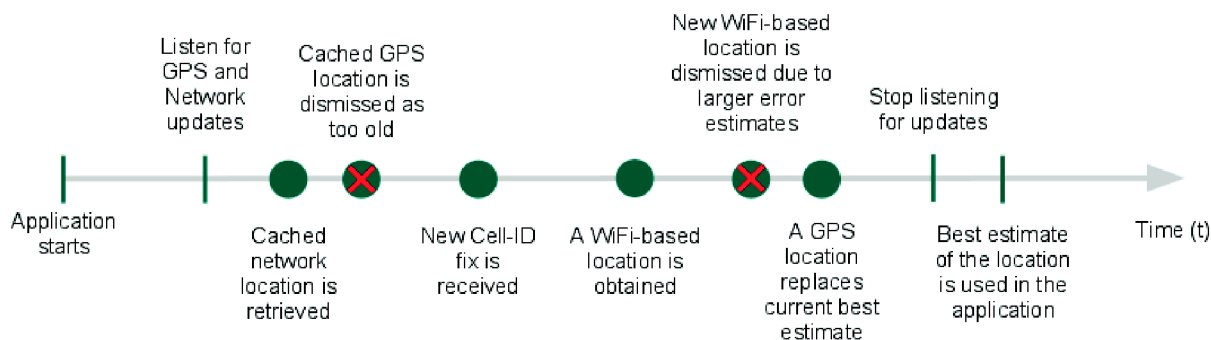 Application
starts
Listen for
GPS and
Network
updates
Cached
network
location is
retrieved
Cached GPS
location is
dismissed as
too old
New Cell-ID
fix is
received
A WiFi-based
location is
obtained
New WiFi-based
location is
dismissed due to
larger error
estimates
A GPS
location
replaces
current best
estimate
Stop listening
for updates
Best estimate
of the location
is used in the
application
Time (t)